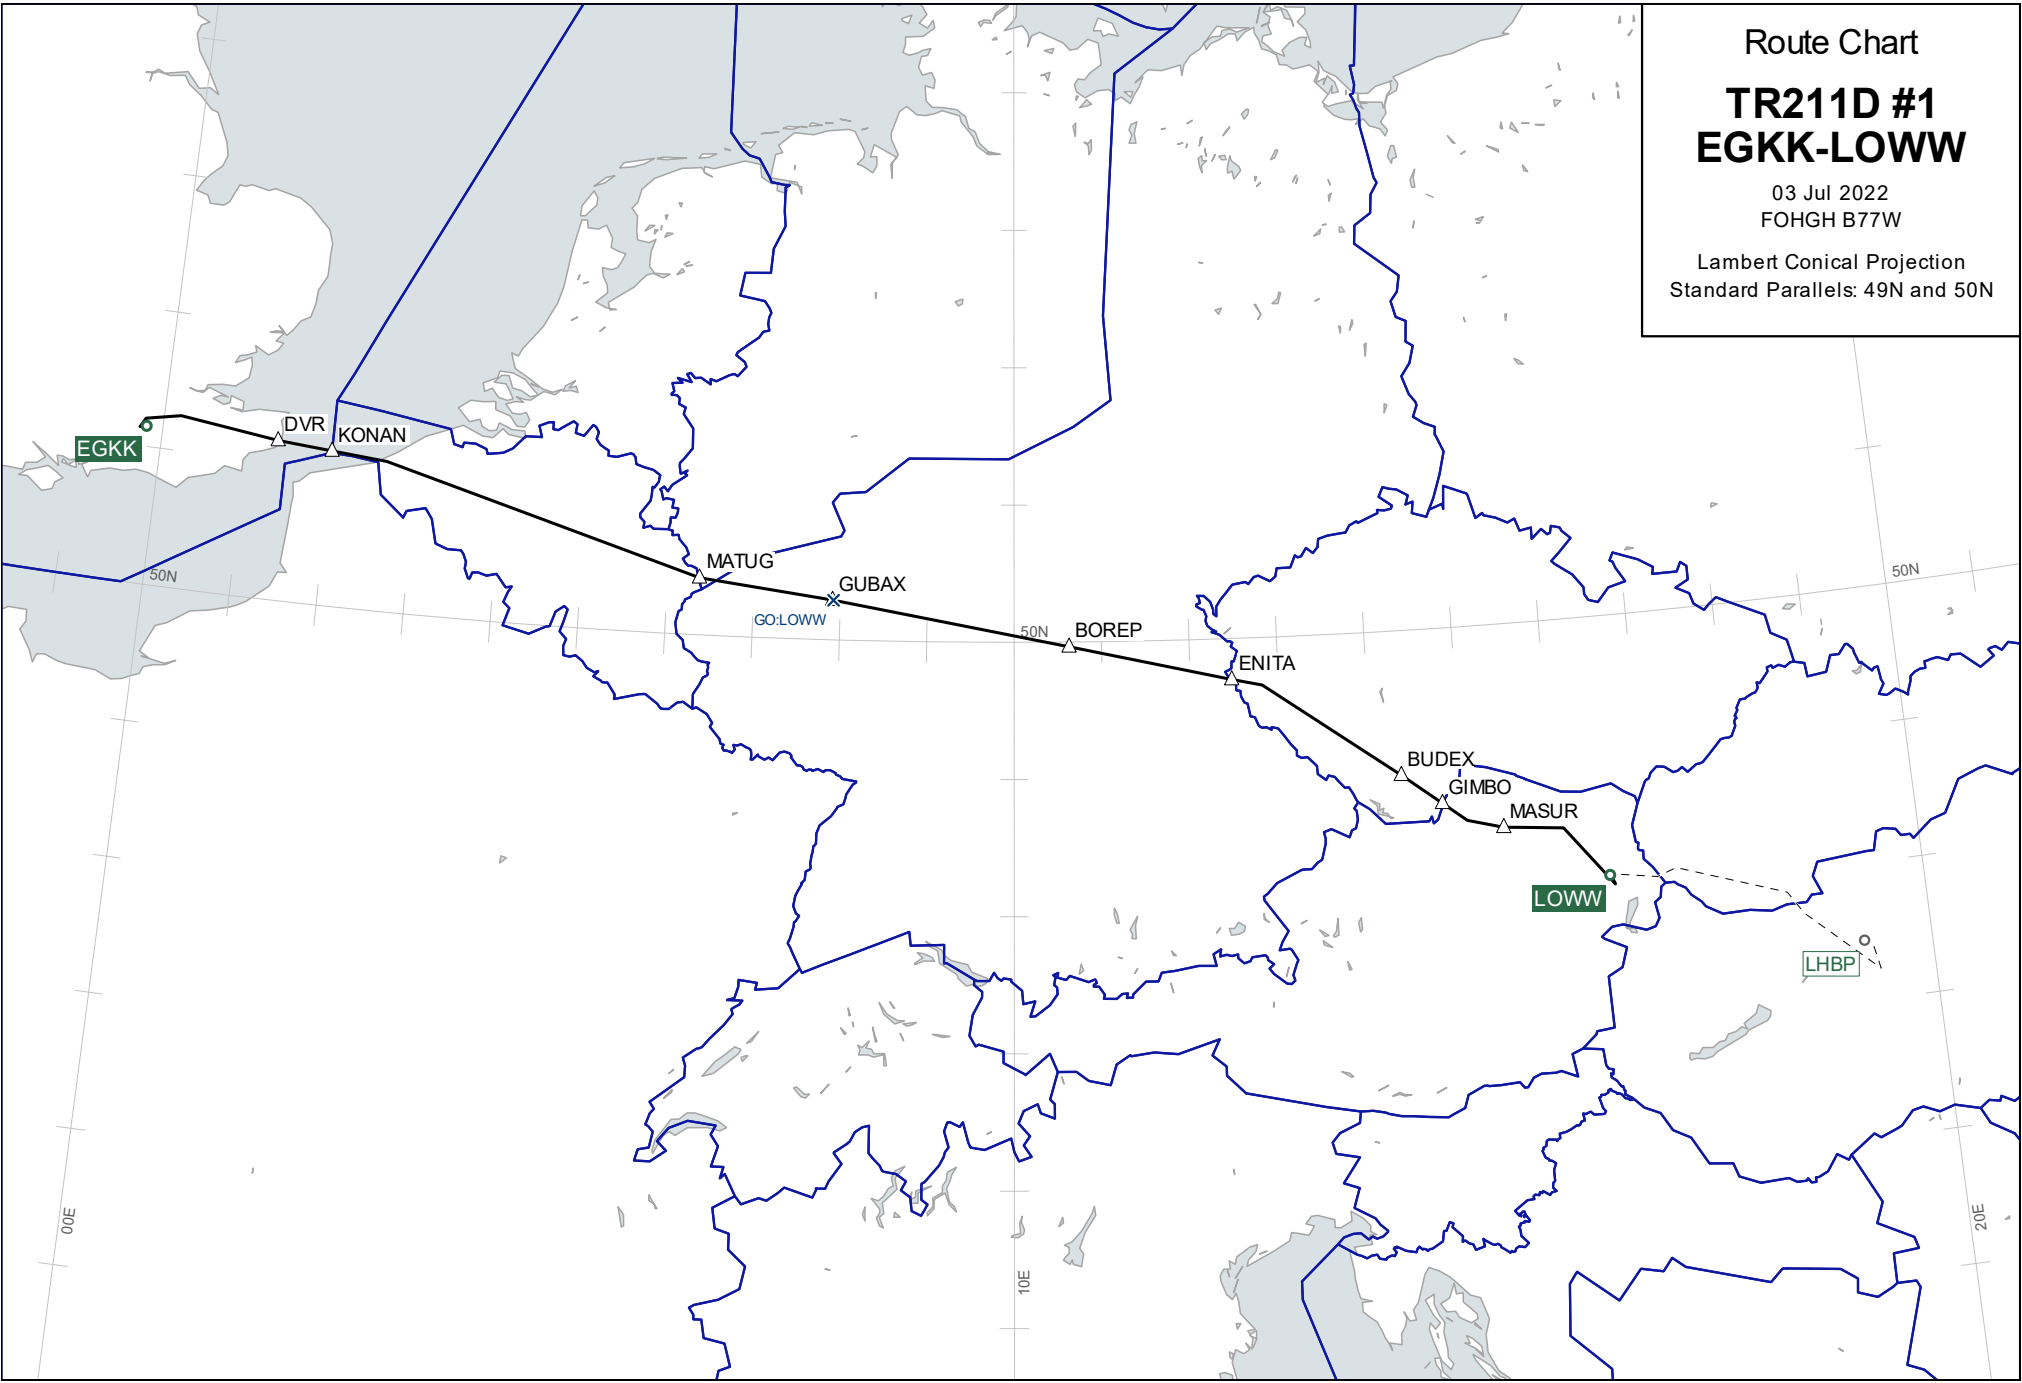 Route Chart
TR211D #1
EGKK-LOWW
03 Jul 2022
FOHGH B77W
Lambert Conical Projection
Standard Parallels: 49N and 50N
DVR
KONAN
EGKK
MATUG
50N
50N
GUBAX
GO:LOWW
50N
BOREP
ENITA
BUDEX
GIMBO
MASUR
LOWW
LHBP
00E
10E
20E